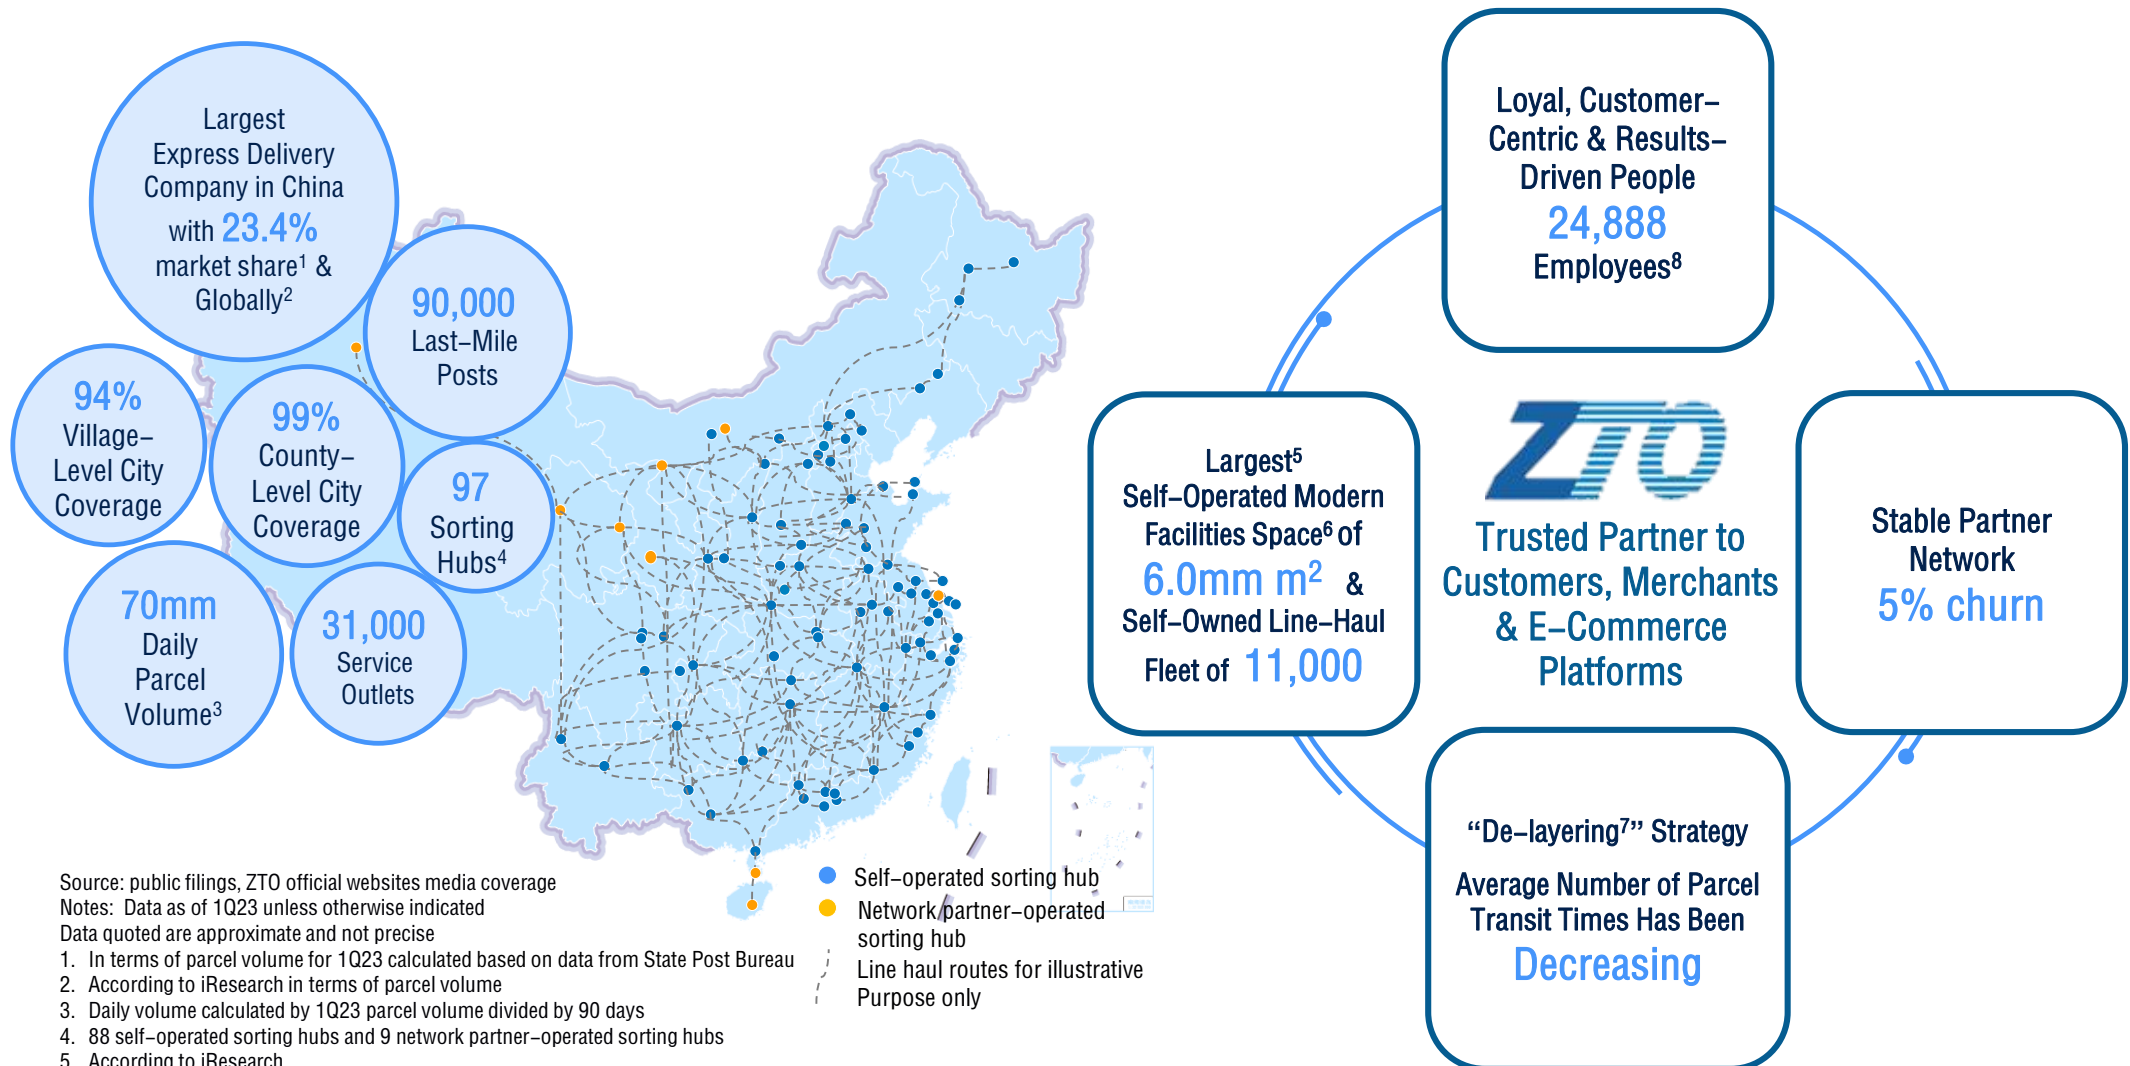 Largest
Express Delivery
Company in China
with 23.4%
market share¹ &
Globally²
90,000
Last–Mile
Posts
94%
Village–
Level City
Coverage
99%
County–
Level City
Coverage
97
Sorting
Hubs⁴
70mm
Daily
Parcel
Volume³
31,000
Service
Outlets
Source: public filings, ZTO official websites media coverage
Notes: Data as of 1Q23 unless otherwise indicated
Data quoted are approximate and not precise
1. In terms of parcel volume for 1Q23 calculated based on data from State Post Bureau
2. According to iResearch in terms of parcel volume
3. Daily volume calculated by 1Q23 parcel volume divided by 90 days
4. 88 self–operated sorting hubs and 9 network partner–operated sorting hubs
5. According to iResearch
Self–operated sorting hub
Network partner–operated
sorting hub
Line haul routes for illustrative
Purpose only
Loyal, Customer–
Centric & Results–
Driven People
24,888
Employees⁸
Largest⁵
Self–Operated Modern
Facilities Space⁶ of
6.0mm m² &
Self–Owned Line–Haul
Fleet of 11,000
ZTO
Trusted Partner to
Customers, Merchants
& E–Commerce
Platforms
Stable Partner
Network
5% churn
“De–layering⁷” Strategy
Average Number of Parcel
Transit Times Has Been
Decreasing